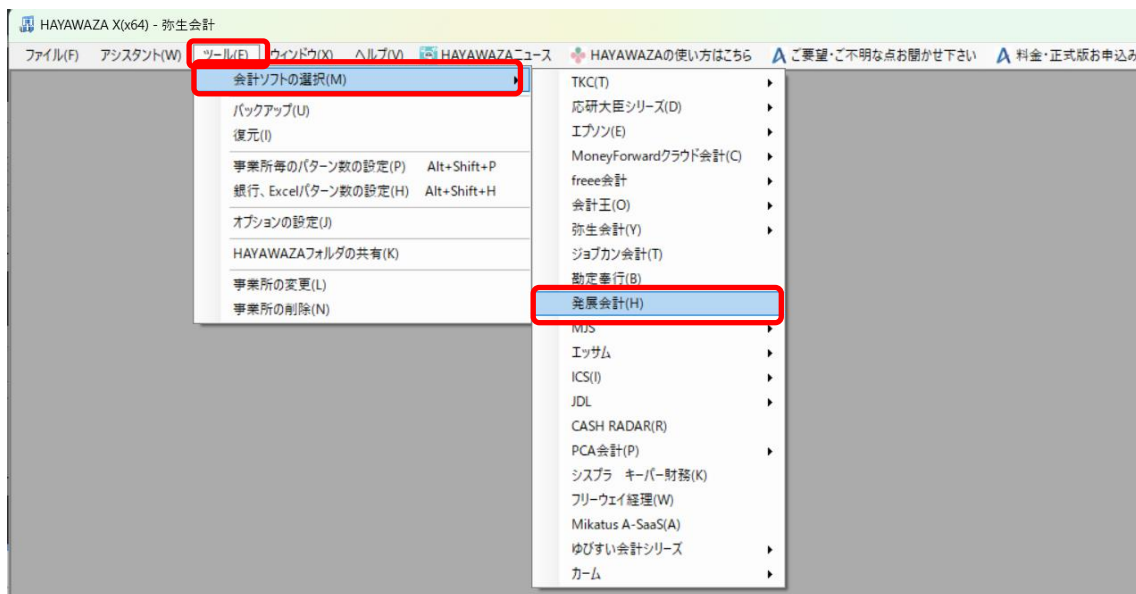 HAYAWAZA X(x64) - 弥生会計
ファイル(F) アシスタント(W) ツール(E) ウィンドウ(X) ヘルプ(V) HAYAWAZAニュース HAYAWAZAの使い方はこちら ご要望・ご不明な点お聞かせ下さい 料金・正式版お申込み
会計ソフトの選択(M)
バックアップ(U)
復元(I)
事業所毎のパターン数の設定(P) Alt+Shift+P
銀行、Excelパターン数の設定(H) Alt+Shift+H
オプションの設定(J)
HAYAWAZAフォルダの共有(K)
事業所の変更(L)
事業所の削除(N)
TKC(T)
応研大臣シリーズ(D)
エプソン(E)
MoneyForwardクラウド会計(C)
freee会計
会計王(O)
弥生会計(Y)
ジョブカン会計(T)
勘定奉行(B)
発展会計(H)
MJS
エッサム
ICS(I)
JDL
CASH RADAR(R)
PCA会計(P)
シスプラ キーパー財務(K)
フリーウェイ経理(W)
Mikatus A-SaaS(A)
ゆびすい会計シリーズ
カーム